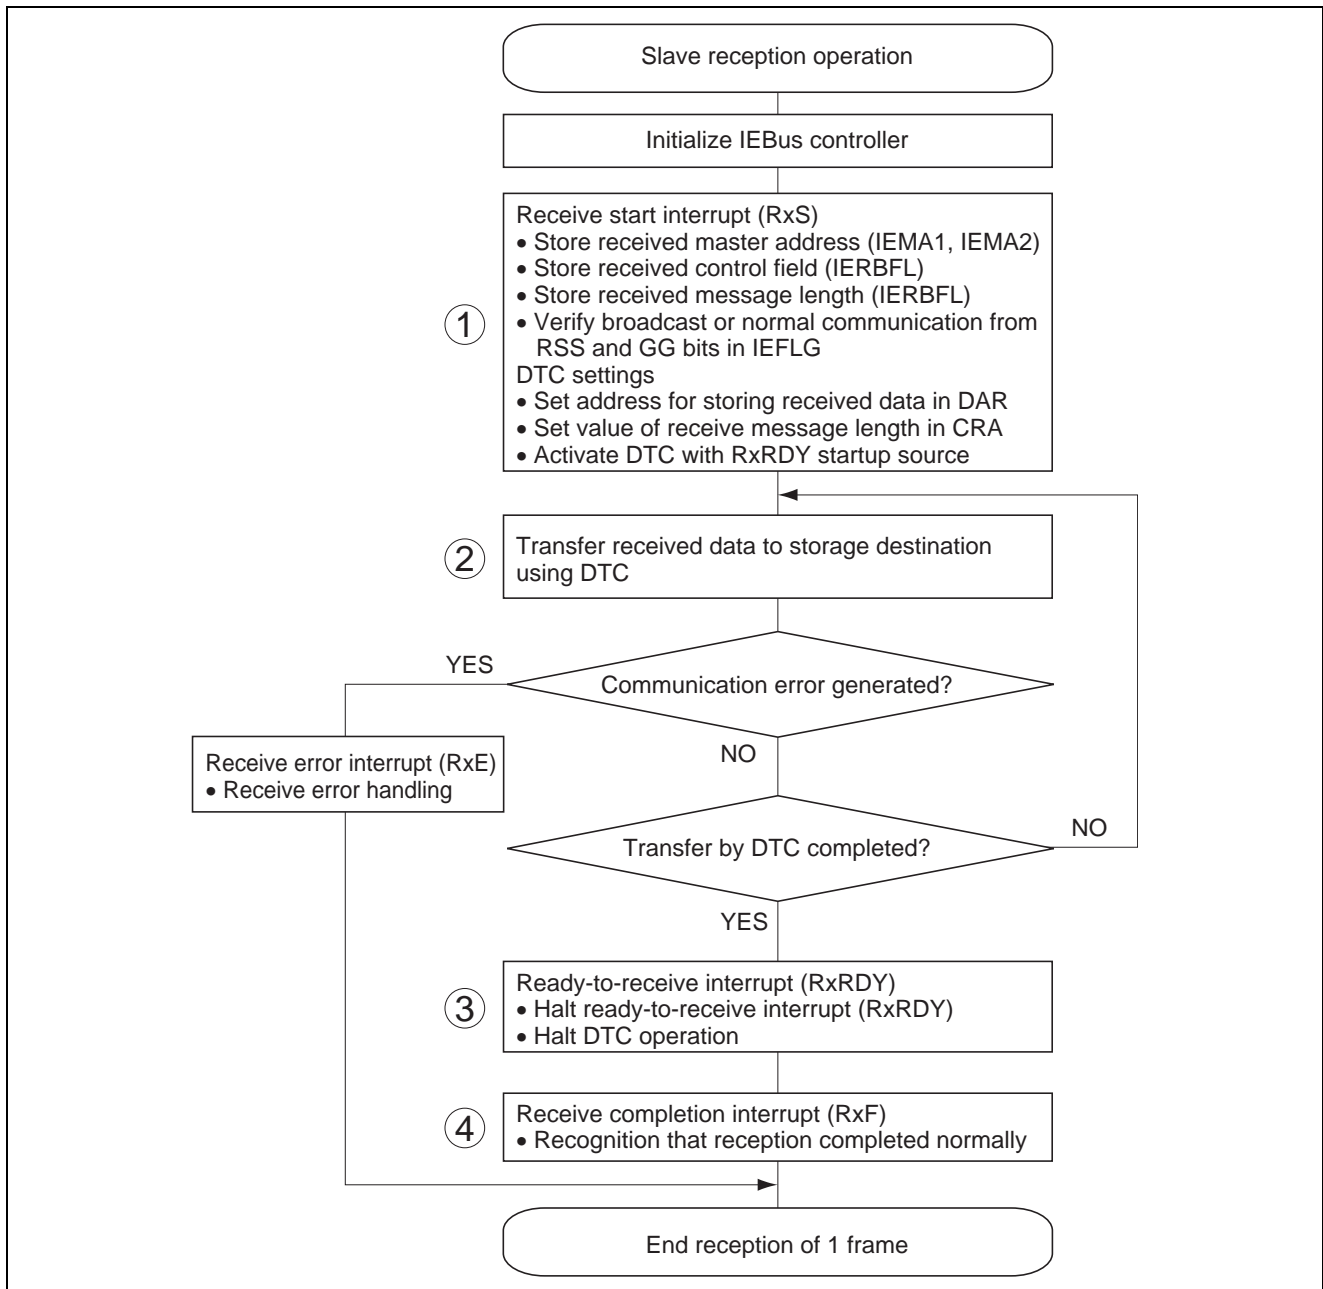 Slave reception operation
Initialize IEBus controller
1
Receive start interrupt (RxS)
• Store received master address (IEMA1, IEMA2)
• Store received control field (IERBFL)
• Store received message length (IERBFL)
• Verify broadcast or normal communication from
RSS and GG bits in IEFLG
DTC settings
• Set address for storing received data in DAR
• Set value of receive message length in CRA
• Activate DTC with RxRDY startup source
2
Transfer received data to storage destination
using DTC
YES
Communication error generated?
NO
Receive error interrupt (RxE)
• Receive error handling
NO
Transfer by DTC completed?
YES
3
Ready-to-receive interrupt (RxRDY)
• Halt ready-to-receive interrupt (RxRDY)
• Halt DTC operation
4
Receive completion interrupt (RxF)
• Recognition that reception completed normally
End reception of 1 frame